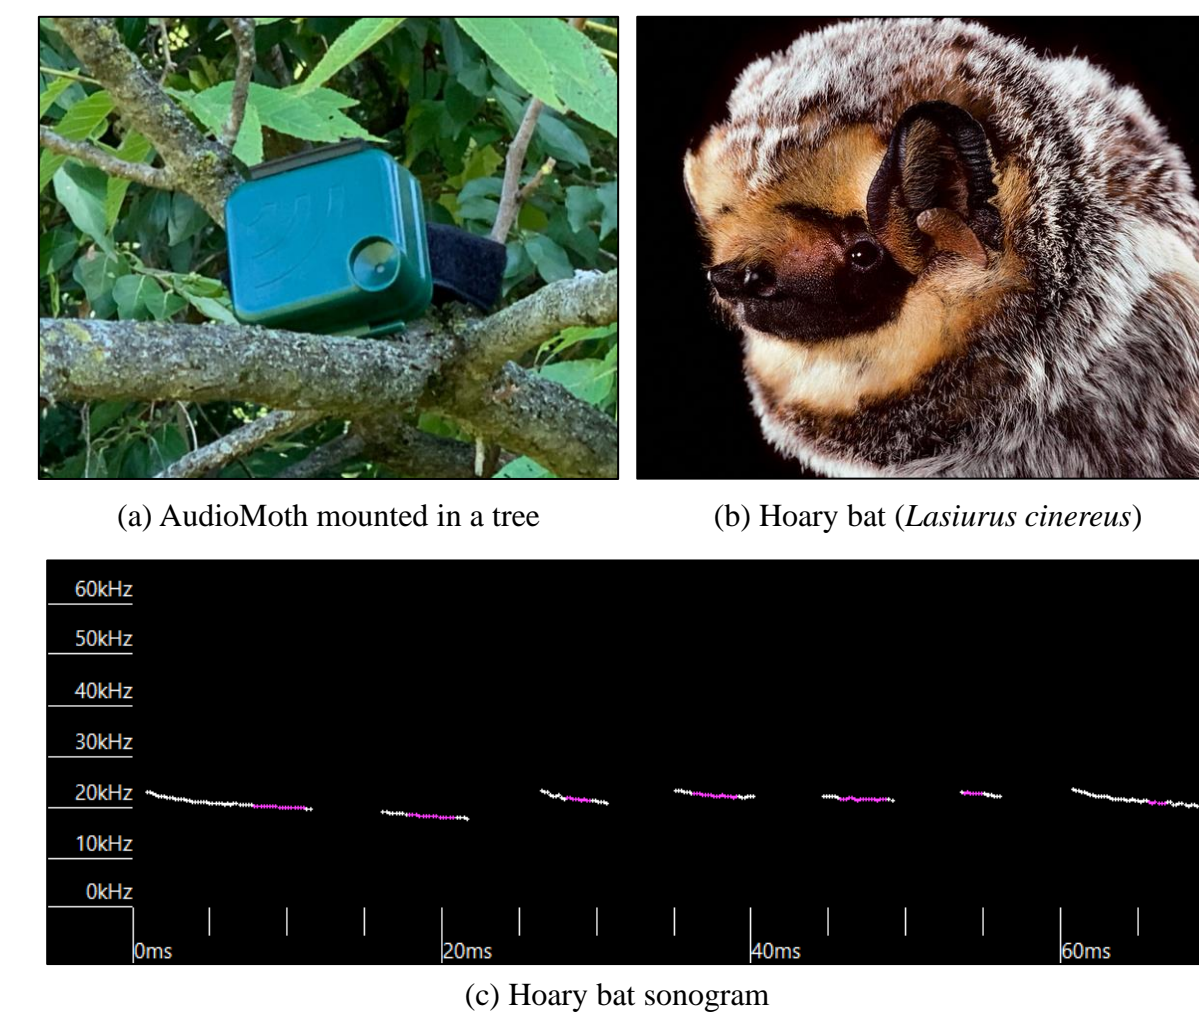 (a) AudioMoth mounted in a tree
(b) Hoary bat (Lasiurus cinereus)
60kHz
50kHz
40kHz
30kHz
20kHz
10kHz
0kHz
0ms 20ms 40ms 60ms
(c) Hoary bat sonogram